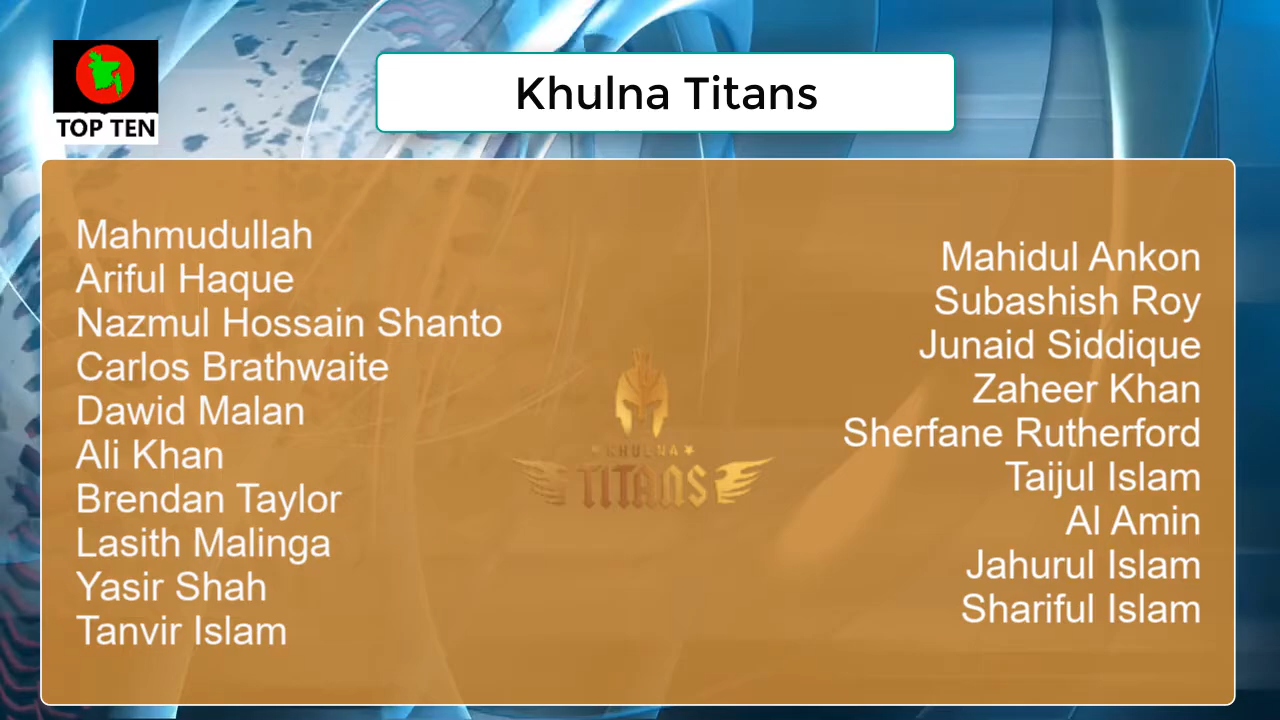 TOP TEN
Khulna Titans
Mahmudullah
Ariful Haque
Nazmul Hossain Shanto
Carlos Brathwaite
Dawid Malan
Ali Khan
Brendan Taylor
Lasith Malinga
Yasir Shah
Tanvir Islam
Mahidul Ankon
Subashish Roy
Junaid Siddique
Zaheer Khan
Sherfane Rutherford
Taijul Islam
Al Amin
Jahurul Islam
Shariful Islam
KHULNA
TITANS